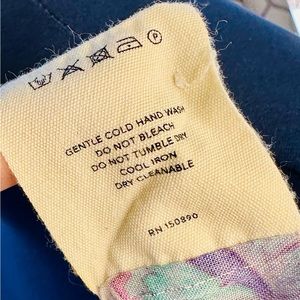 P
GENTLE COLD HAND WASH
DO NOT BLEACH
DO NOT TUMBLE DRY
COOL IRON
DRY CLEANABLE
RN 150890